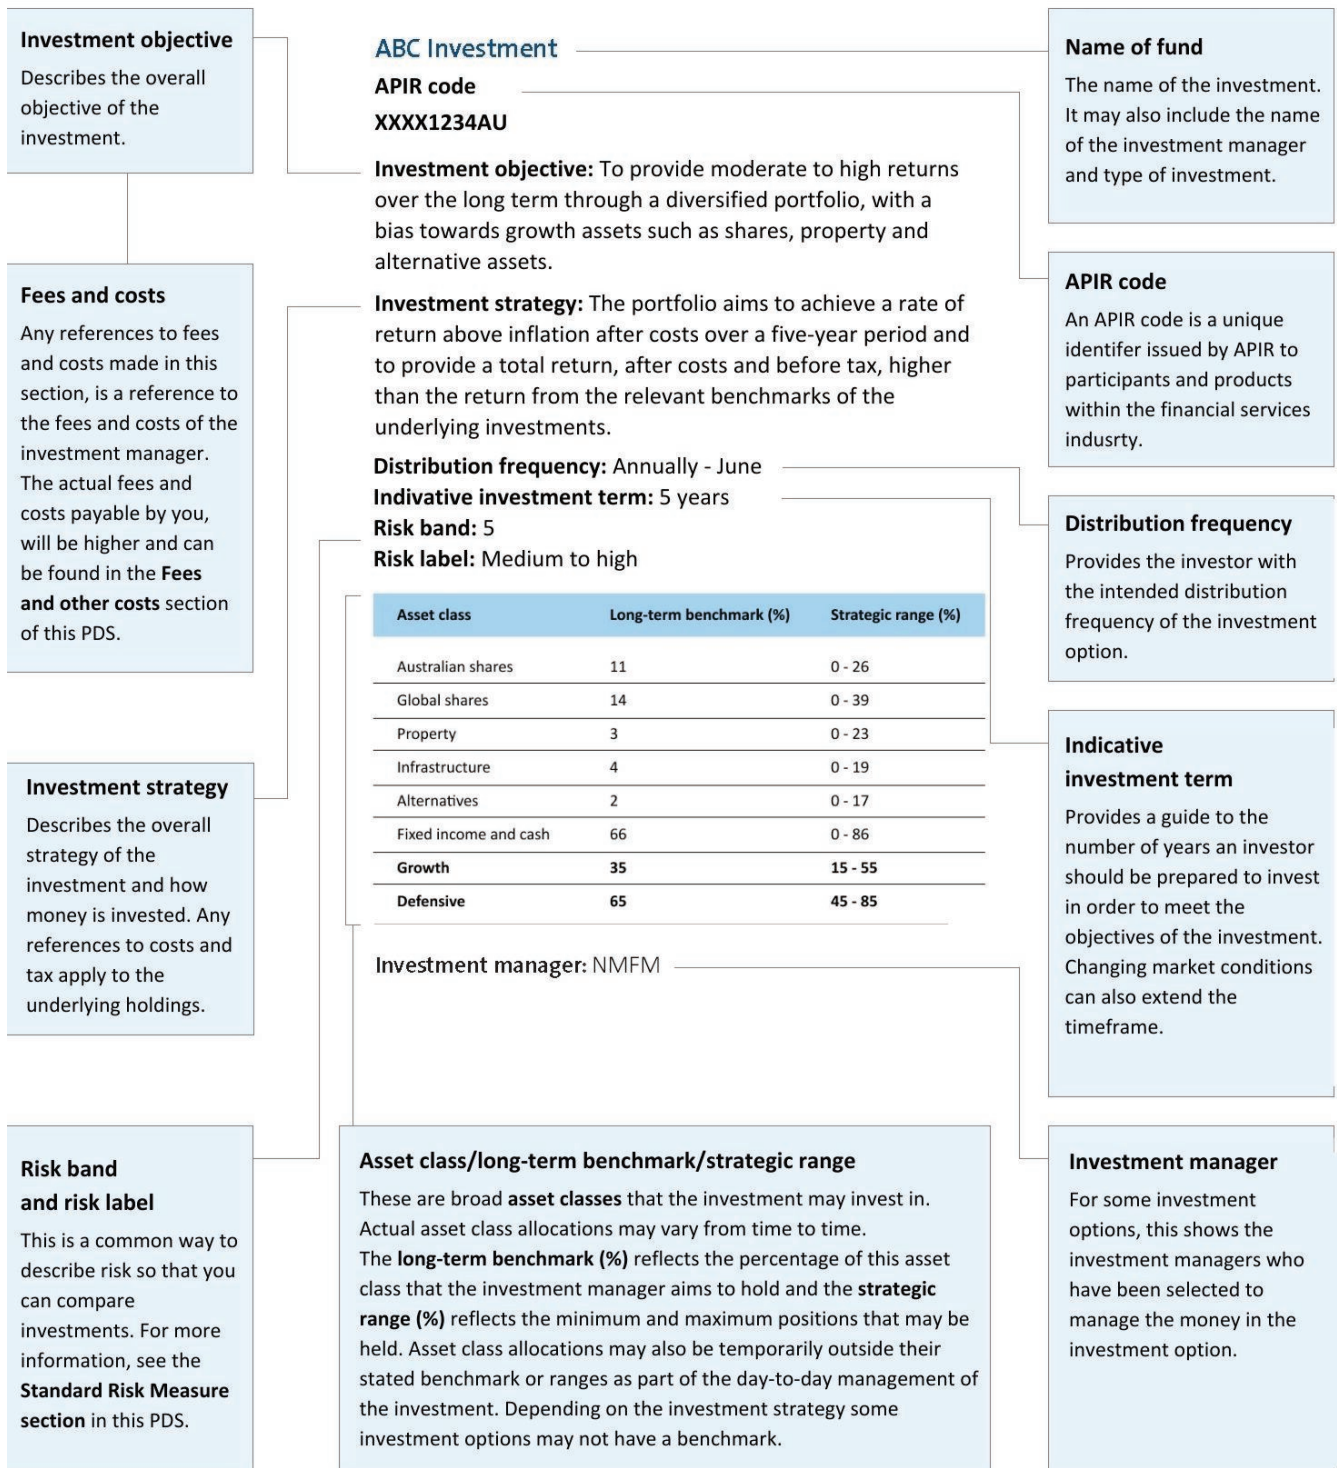 Investment objective
Describes the overall
objective of the
investment.
Fees and costs
Any references to fees
and costs made in this
section, is a reference to
the fees and costs of the
investment manager.
The actual fees and
costs payable by you,
will be higher and can
be found in the Fees
and other costs section
of this PDS.
Investment strategy
Describes the overall
strategy of the
investment and how
money is invested. Any
references to costs and
tax apply to the
underlying holdings.
Risk band
and risk label
This is a common way to
describe risk so that you
can compare
investments. For more
information, see the
Standard Risk Measure
section in this PDS.
ABC Investment
APIR code
XXXX1234AU
Investment objective: To provide moderate to high returns
over the long term through a diversified portfolio, with a
bias towards growth assets such as shares, property and
alternative assets.
Investment strategy: The portfolio aims to achieve a rate of
return above inflation after costs over a five-year period and
to provide a total return, after costs and before tax, higher
than the return from the relevant benchmarks of the
underlying investments.
Distribution frequency: Annually - June
Indivative investment term: 5 years
Risk band: 5
Risk label: Medium to high
Asset class Long-term benchmark (%) Strategic range (%)
Australian shares 11 0 - 26
Global shares 14 0 - 39
Property 3 0 - 23
Infrastructure 4 0 - 19
Alternatives 2 0 - 17
Fixed income and cash 66 0 - 86
Growth 35 15 - 55
Defensive 65 45 - 85
Investment manager: NMFM
Asset class/long-term benchmark/strategic range
These are broad asset classes that the investment may invest in.
Actual asset class allocations may vary from time to time.
The long-term benchmark (%) reflects the percentage of this asset
class that the investment manager aims to hold and the strategic
range (%) reflects the minimum and maximum positions that may be
held. Asset class allocations may also be temporarily outside their
stated benchmark or ranges as part of the day-to-day management of
the investment. Depending on the investment strategy some
investment options may not have a benchmark.
Name of fund
The name of the investment.
It may also include the name
of the investment manager
and type of investment.
APIR code
An APIR code is a unique
identifer issued by APIR to
participants and products
within the financial services
indusrty.
Distribution frequency
Provides the investor with
the intended distribution
frequency of the investment
option.
Indicative
investment term
Provides a guide to the
number of years an investor
should be prepared to invest
in order to meet the
objectives of the investment.
Changing market conditions
can also extend the
timeframe.
Investment manager
For some investment
options, this shows the
investment managers who
have been selected to
manage the money in the
investment option.